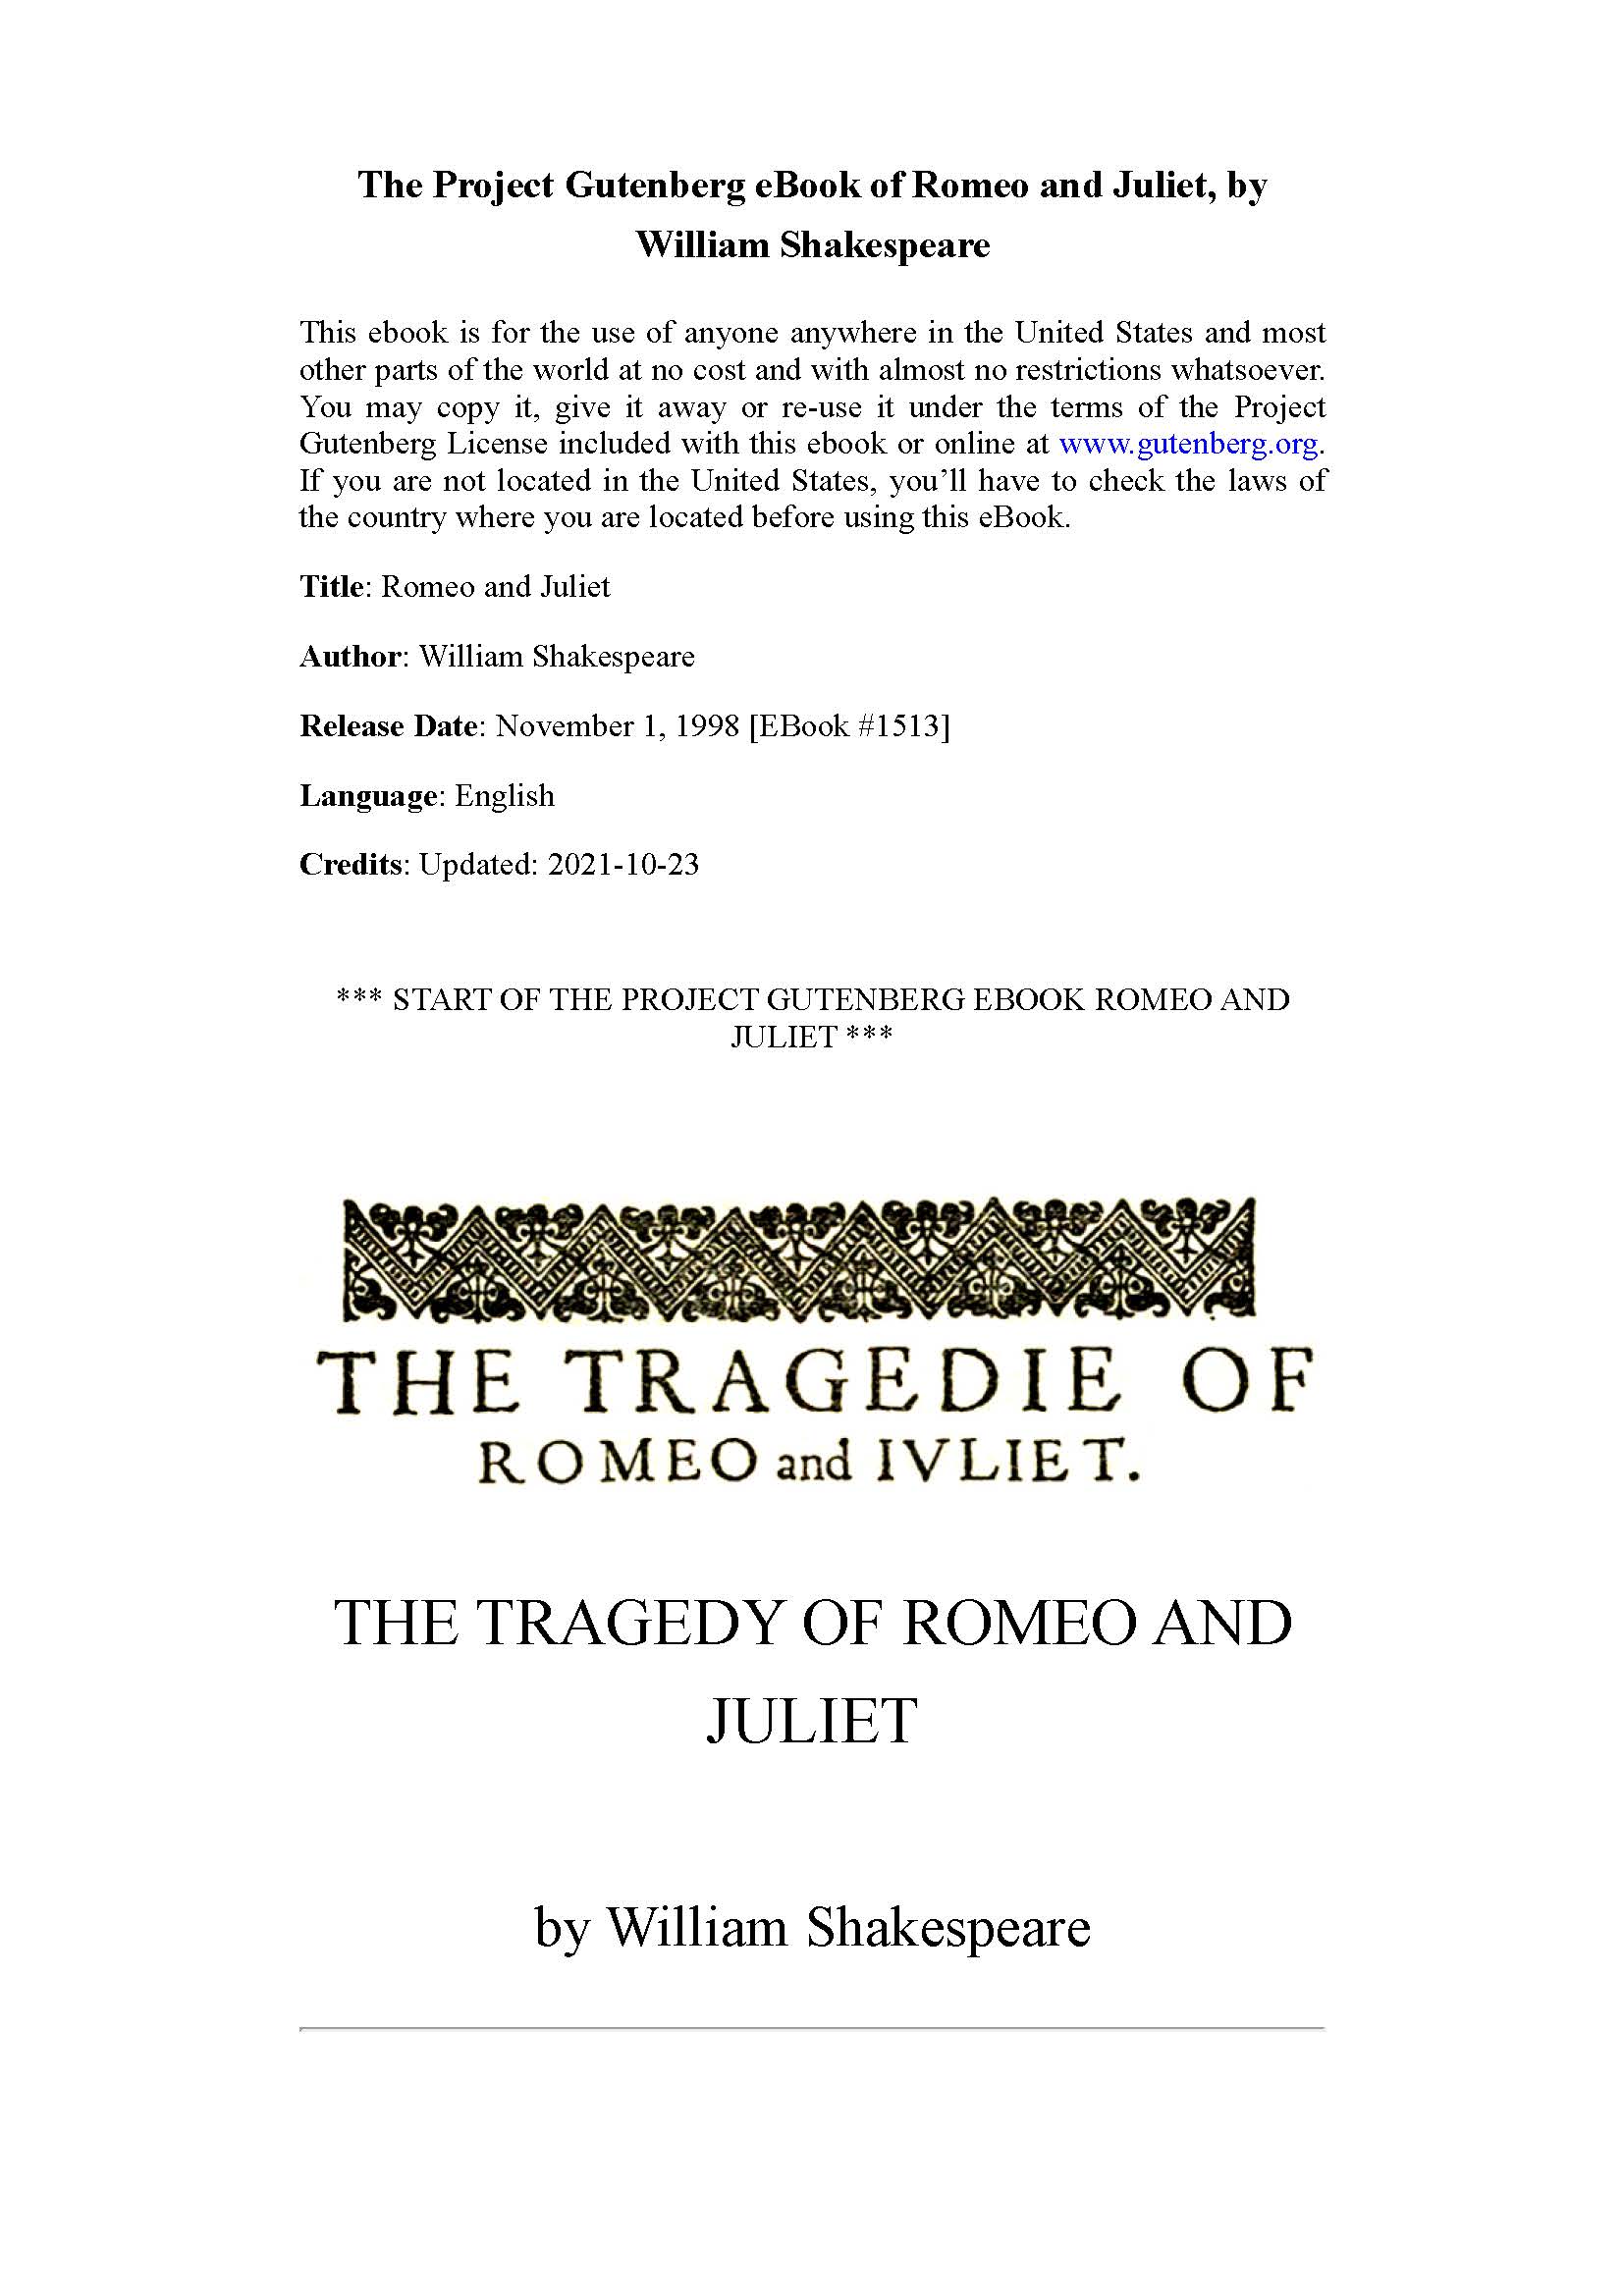 The Project Gutenberg eBook of Romeo and Juliet, by
William Shakespeare
This ebook is for the use of anyone anywhere in the United States and most
other parts of the world at no cost and with almost no restrictions whatsoever.
You may copy it, give it away or re-use it under the terms of the Project
Gutenberg License included with this ebook or online at www.gutenberg.org.
If you are not located in the United States, you’ll have to check the laws of
the country where you are located before using this eBook.
Title: Romeo and Juliet
Author: William Shakespeare
Release Date: November 1, 1998 [EBook #1513]
Language: English
Credits: Updated: 2021-10-23
*** START OF THE PROJECT GUTENBERG EBOOK ROMEO AND
JULIET ***
THE TRAGEDIE OF
ROMEO and IVLIET.
THE TRAGEDY OF ROMEO AND
JULIET
by William Shakespeare